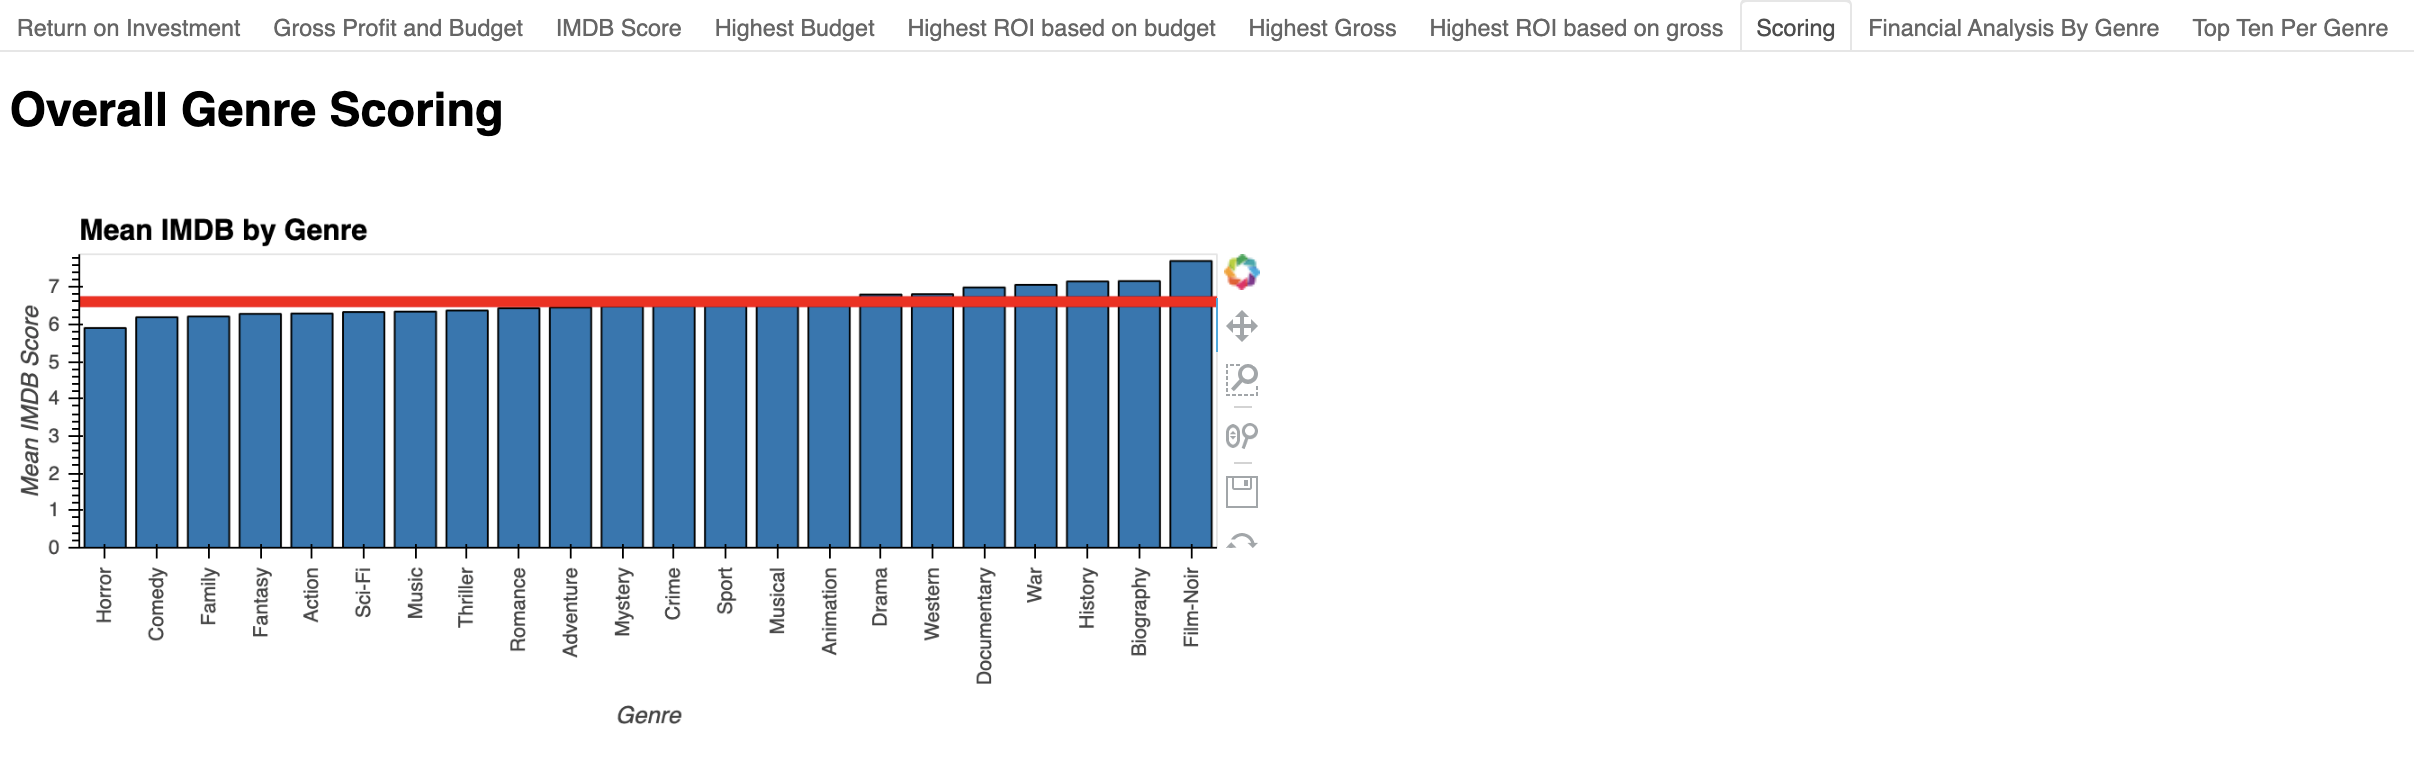 Return on Investment Gross Profit and Budget IMDB Score Highest Budget Highest ROI based on budget Highest Gross Highest ROI based on gross Scoring Financial Analysis By Genre Top Ten Per Genre
Overall Genre Scoring
Mean IMDB by Genre
Mean IMDB Score
7
6
5
4
3
2
1
0
Horror Comedy Family Fantasy Action Sci-Fi Music Thriller Romance Adventure Mystery Crime Sport Musical Animation Drama Western Documentary War History Biography Film-Noir
Genre